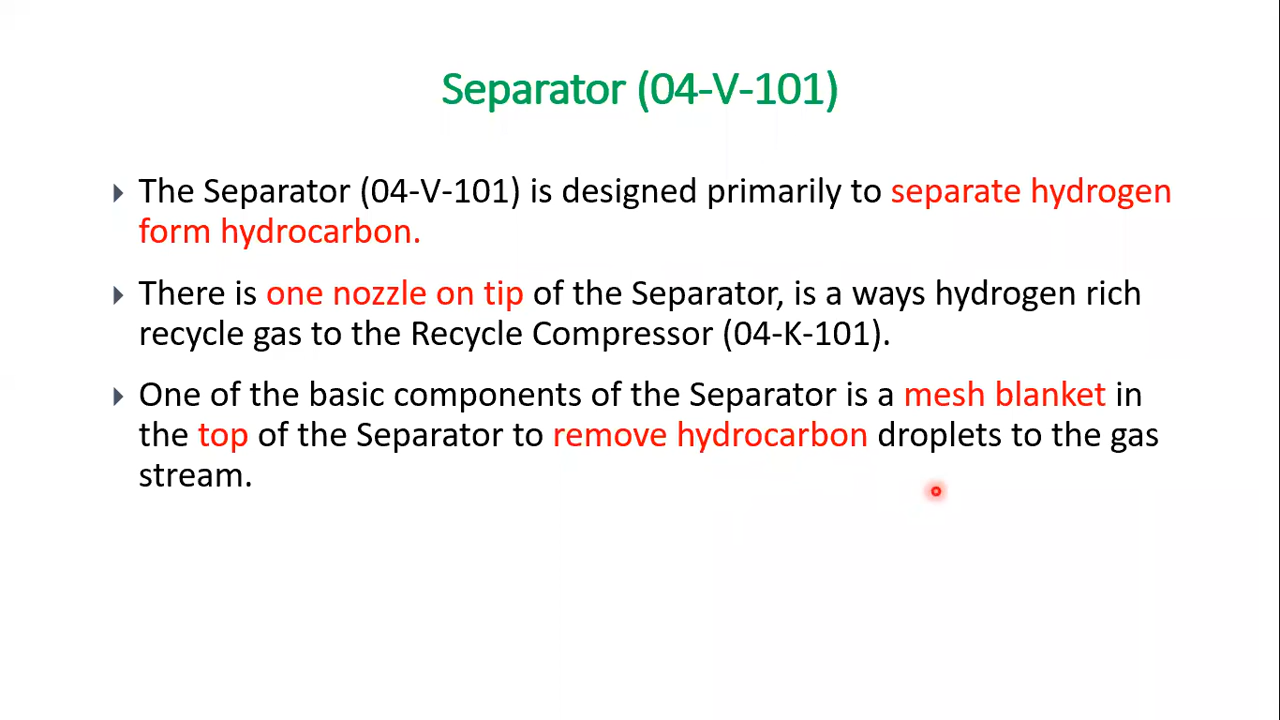 Separator (04-V-101)
The Separator (04-V-101) is designed primarily to separate hydrogen
form hydrocarbon.
There is one nozzle on tip of the Separator, is a ways hydrogen rich
recycle gas to the Recycle Compressor (04-K-101).
One of the basic components of the Separator is a mesh blanket in
the top of the Separator to remove hydrocarbon droplets to the gas
stream.